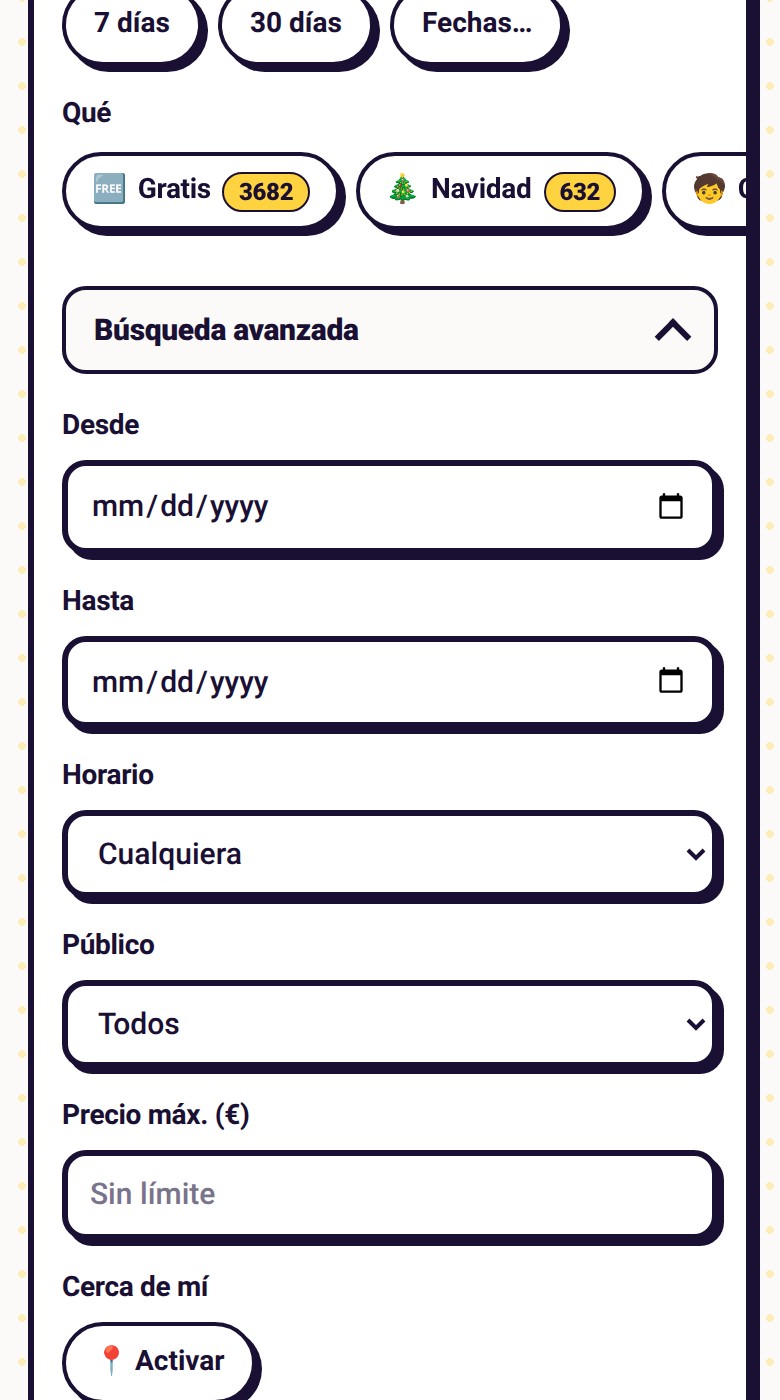 7 días 30 días Fechas...
Qué
🆓 Gratis 3682 🎄 Navidad 632
Búsqueda avanzada
Desde
mm/dd/yyyy
Hasta
mm/dd/yyyy
Horario
Cualquiera
Público
Todos
Precio máx. (€)
Sin límite
Cerca de mí
📍 Activar